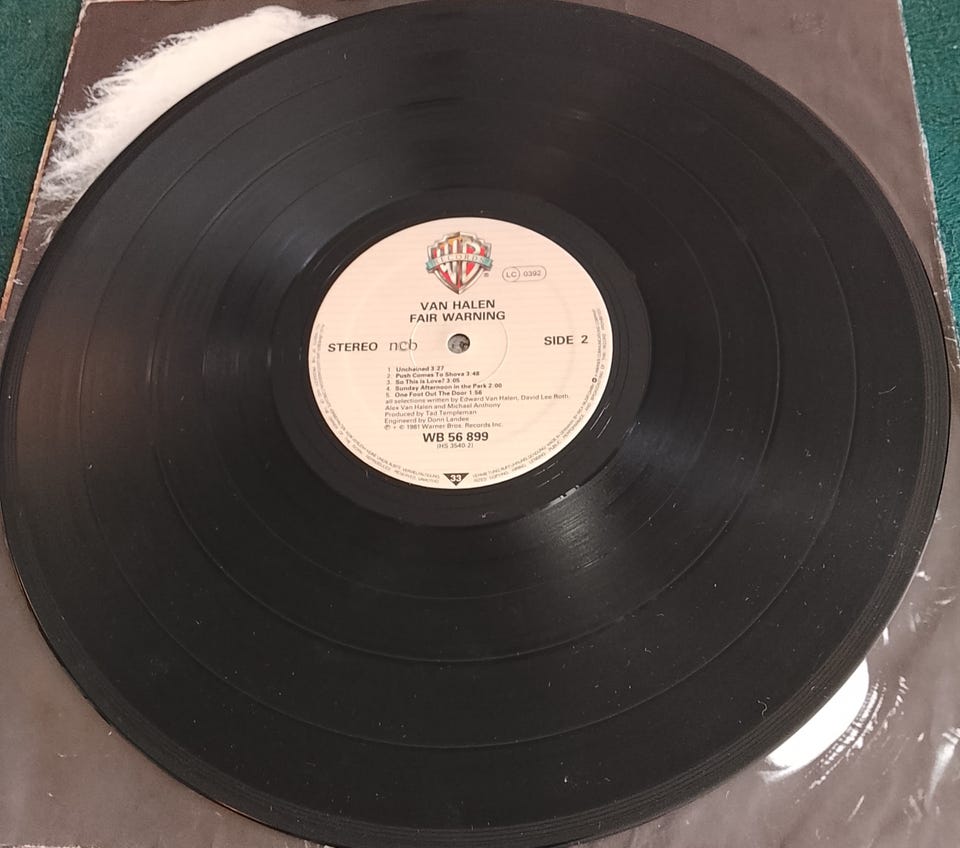 WB
RECORDS
®
LC 0392
VAN HALEN
FAIR WARNING
STEREO ncb SIDE 2
1 Unchained 3:27
2. Push Comes To Shova 3:48
3. So This is Love? 3:05
4. Sunday Afternoon in the Park 2:00
5. One Foot Out The Door 1:56
all selections written by Edward Van Halen, David Lee Roth,
Alex Van Halen and Michael Anthony
Produced by Ted Templeman
Engineerd by Donn Landee
℗ + © 1981 Warner Bros. Records Inc.
WB 56 899
(HS 3540-2)
33